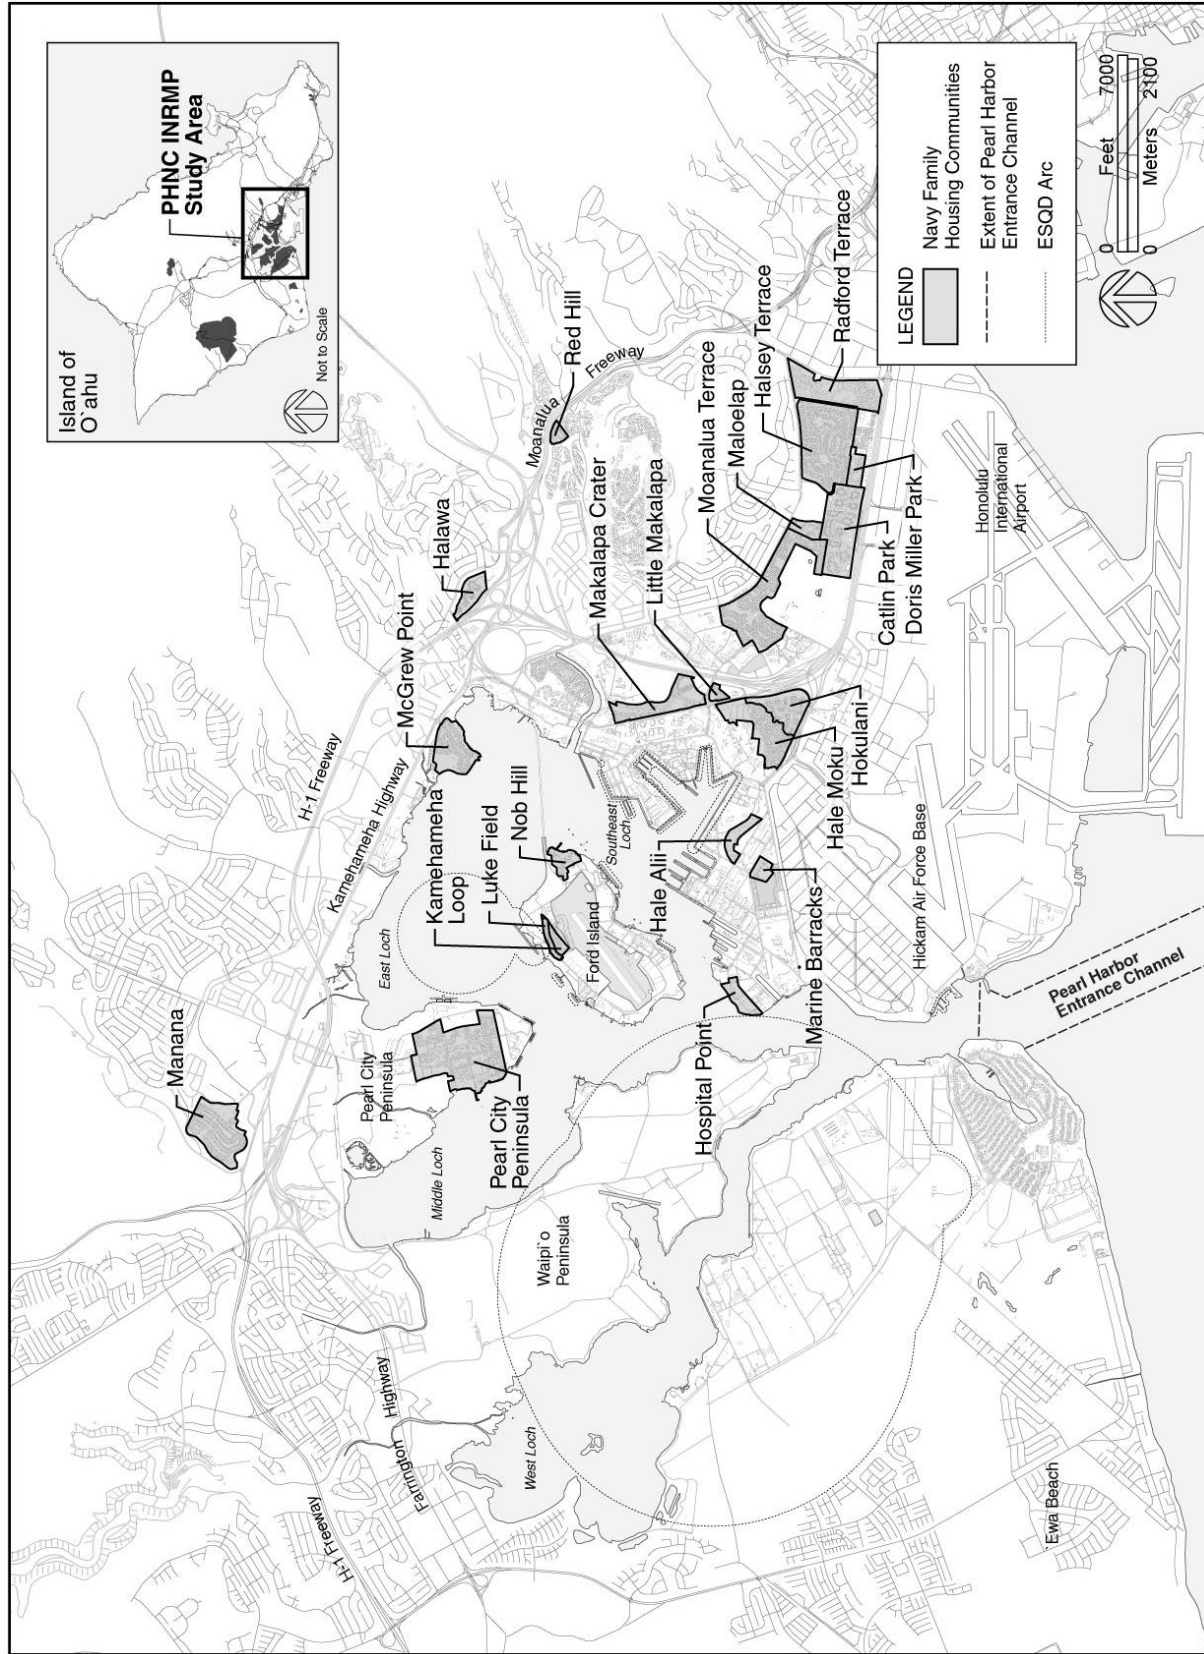 Island of
O`ahu
PHNC INRMP
Study Area
Not to Scale
LEGEND
Navy Family
Housing Communities
Extent of Pearl Harbor
Entrance Channel
ESQD Arc
0 Feet 7000
0 Meters 2100
Manana
H-1 Freeway
Kamehameha Highway
McGrew Point
Halawa
Moanalua
Freeway
Red Hill
Kamehameha
Loop
Luke Field
Nob Hill
East Loch
Pearl City
Peninsula
Pearl City
Peninsula
Middle Loch
Ford Island
Southeast
Loch
Makalapa Crater
Little Makalapa
Moanalua Terrace
Maloelap
Halsey Terrace
Radford Terrace
Catlin Park
Doris Miller Park
Hale Alii
Hale Moku
Hokulani
Marine Barracks
Hospital Point
Waipi`o
Peninsula
West Loch
Farrington
Highway
H-1 Freeway
Honolulu
International
Airport
Hickam Air Force Base
Pearl Harbor
Entrance Channel
Ewa Beach